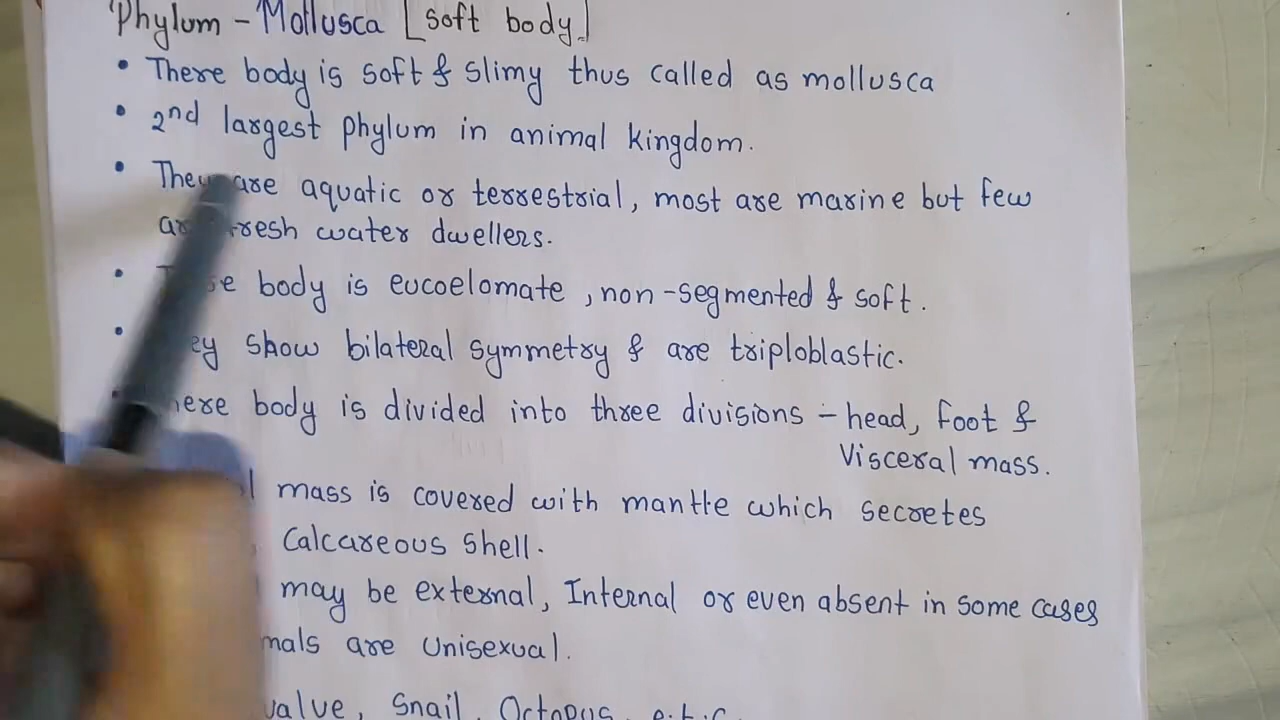 Phylum - Mollusca [soft body]
• There body is soft & slimy thus called as mollusca
• 2nd largest phylum in animal kingdom.
• They are aquatic or terrestrial, most are marine but few
fresh water dwellers.
• body is eucoelomate, non-segmented & soft.
• show bilateral symmetry & are triploblastic.
body is divided into three divisions - head, foot &
Visceral mass.
mass is covered with mantle which secretes
Calcareous shell.
may be external, Internal or even absent in some cases
are Unisexual.
Snail, Octopus, e.t.c.